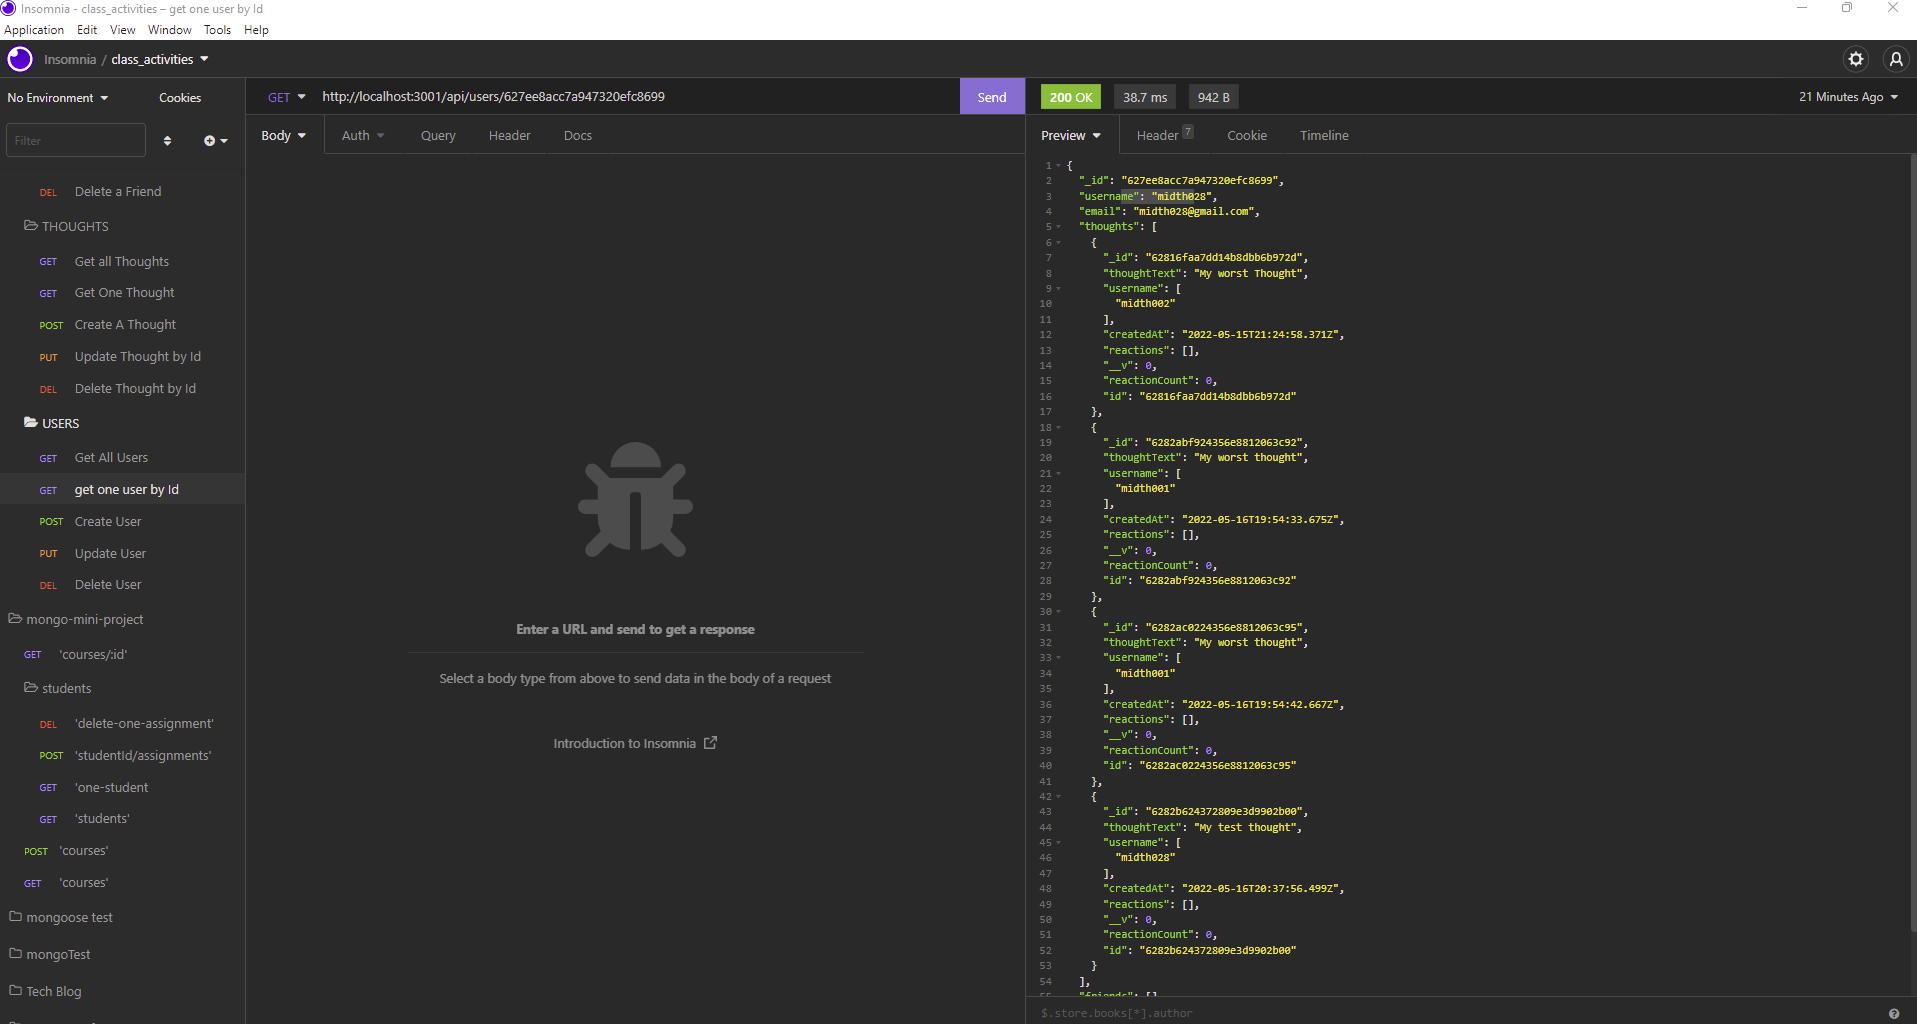 Insomnia - class_activities – get one user by Id
Application Edit View Window Tools Help
Insomnia / class_activities
No Environment Cookies
Filter
DEL Delete a Friend
THOUGHTS
GET Get all Thoughts
GET Get One Thought
POST Create A Thought
PUT Update Thought by Id
DEL Delete Thought by Id
USERS
GET Get All Users
GET get one user by Id
POST Create User
PUT Update User
DEL Delete User
mongo-mini-project
GET 'courses/:id'
students
DEL 'delete-one-assignment'
POST 'studentId/assignments'
GET 'one-student
GET 'students'
POST 'courses'
GET 'courses'
mongoose test
mongoTest
Tech Blog
GET http://localhost:3001/api/users/627ee8acc7a947320efc8699 Send
Body Auth Query Header Docs
Enter a URL and send to get a response
Select a body type from above to send data in the body of a request
Introduction to Insomnia
200 OK 38.7 ms 942 B 21 Minutes Ago
Preview Header 7 Cookie Timeline
1 {
2 "_id": "627ee8acc7a947320efc8699",
3 "username": "midth028",
4 "email": "midth028@gmail.com",
5 "thoughts": [
6 {
7 "_id": "62816faa7dd14b8dbb6b972d",
8 "thoughtText": "My worst Thought",
9 "username": [
10 "midth002"
11 ],
12 "createdAt": "2022-05-15T21:24:58.371Z",
13 "reactions": [],
14 "__v": 0,
15 "reactionCount": 0,
16 "id": "62816faa7dd14b8dbb6b972d"
17 },
18 {
19 "_id": "6282abf924356e8812063c92",
20 "thoughtText": "My worst thought",
21 "username": [
22 "midth001"
23 ],
24 "createdAt": "2022-05-16T19:54:33.675Z",
25 "reactions": [],
26 "__v": 0,
27 "reactionCount": 0,
28 "id": "6282abf924356e8812063c92"
29 },
30 {
31 "_id": "6282ac0224356e8812063c95",
32 "thoughtText": "My worst thought",
33 "username": [
34 "midth001"
35 ],
36 "createdAt": "2022-05-16T19:54:42.667Z",
37 "reactions": [],
38 "__v": 0,
39 "reactionCount": 0,
40 "id": "6282ac0224356e8812063c95"
41 },
42 {
43 "_id": "6282b624372809e3d9902b00",
44 "thoughtText": "My test thought",
45 "username": [
46 "midth028"
47 ],
48 "createdAt": "2022-05-16T20:37:56.499Z",
49 "reactions": [],
50 "__v": 0,
51 "reactionCount": 0,
52 "id": "6282b624372809e3d9902b00"
53 }
54 ],
55 "friends": []
$.store.books[*].author